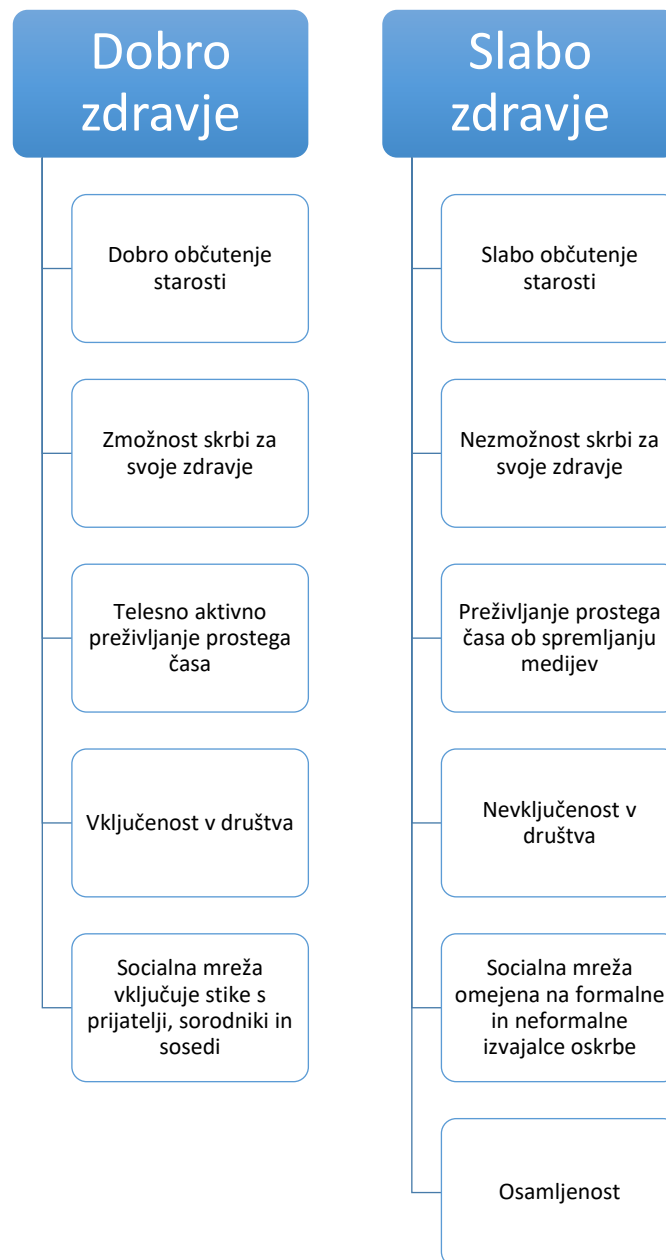 Dobro
zdravje
Dobro občutenje
starosti
Zmožnost skrbi za
svoje zdravje
Telesno aktivno
preživljanje prostega
časa
Vključenost v društva
Socialna mreža
vključuje stike s
prijatelji, sorodniki in
sosedi
Slabo
zdravje
Slabo občutenje
starosti
Nezmožnost skrbi za
svoje zdravje
Preživljanje prostega
časa ob spremljanju
medijev
Nevključenost v
društva
Socialna mreža
omejena na formalne
in neformalne
izvajalce oskrbe
Osamljenost